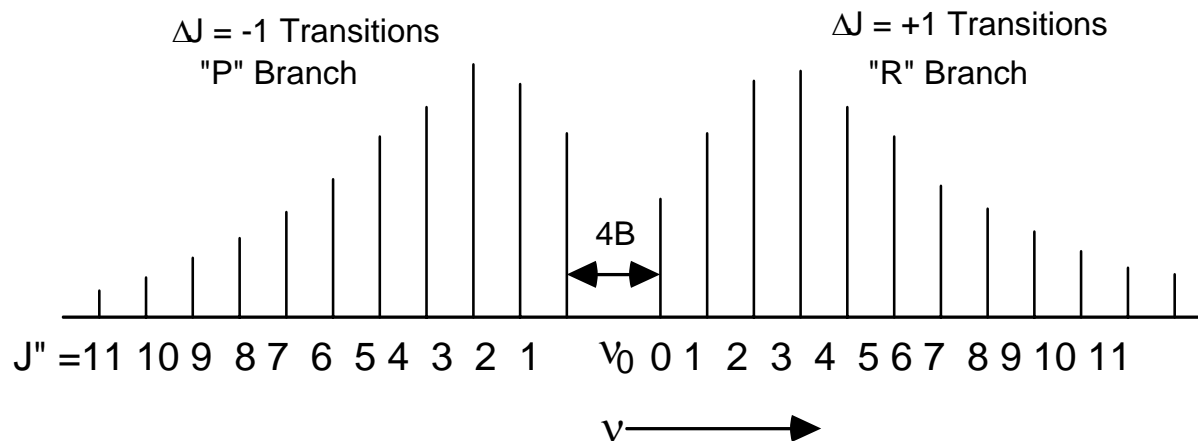 ΔJ = -1 Transitions
"P" Branch
ΔJ = +1 Transitions
"R" Branch
4B
J" =11 10 9 8 7 6 5 4 3 2 1 ν0 0 1 2 3 4 5 6 7 8 9 10 11
ν